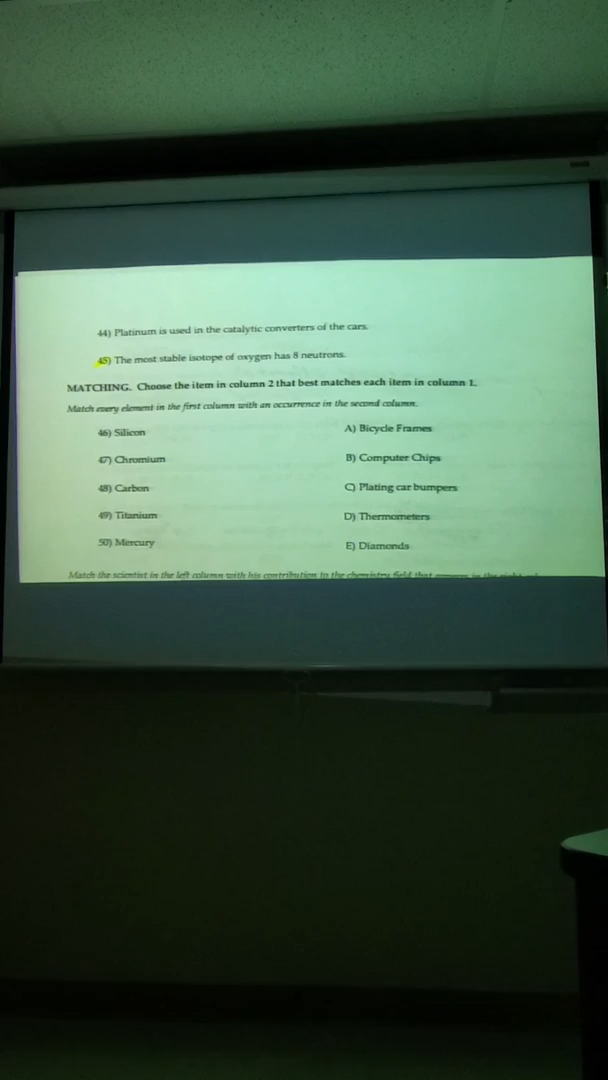 44) Platinum is used in the catalytic converters of the cars.
45) The most stable isotope of oxygen has 8 neutrons.
MATCHING. Choose the item in column 2 that best matches each item in column 1.
Match every element in the first column with an occurrence in the second column.
46) Silicon A) Bicycle Frames
47) Chromium B) Computer Chips
48) Carbon C) Plating car bumpers
49) Titanium D) Thermometers
50) Mercury E) Diamonds
Match the scientist in the left column with his contribution to the chemistry field that